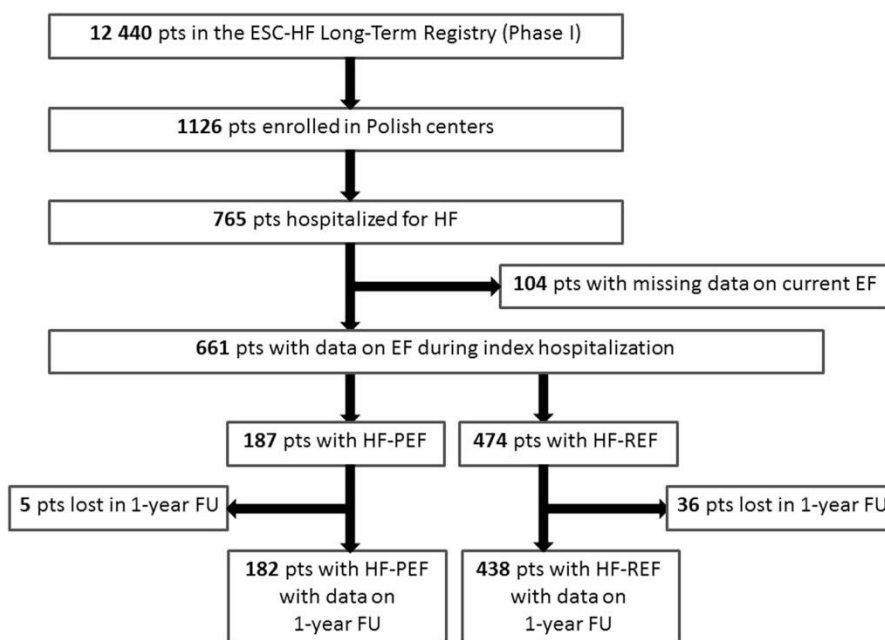 12 440 pts in the ESC-HF Long-Term Registry (Phase I)
1126 pts enrolled in Polish centers
765 pts hospitalized for HF
104 pts with missing data on current EF
661 pts with data on EF during index hospitalization
187 pts with HF-PEF
474 pts with HF-REF
5 pts lost in 1-year FU
36 pts lost in 1-year FU
182 pts with HF-PEF
with data on
1-year FU
438 pts with HF-REF
with data on
1-year FU